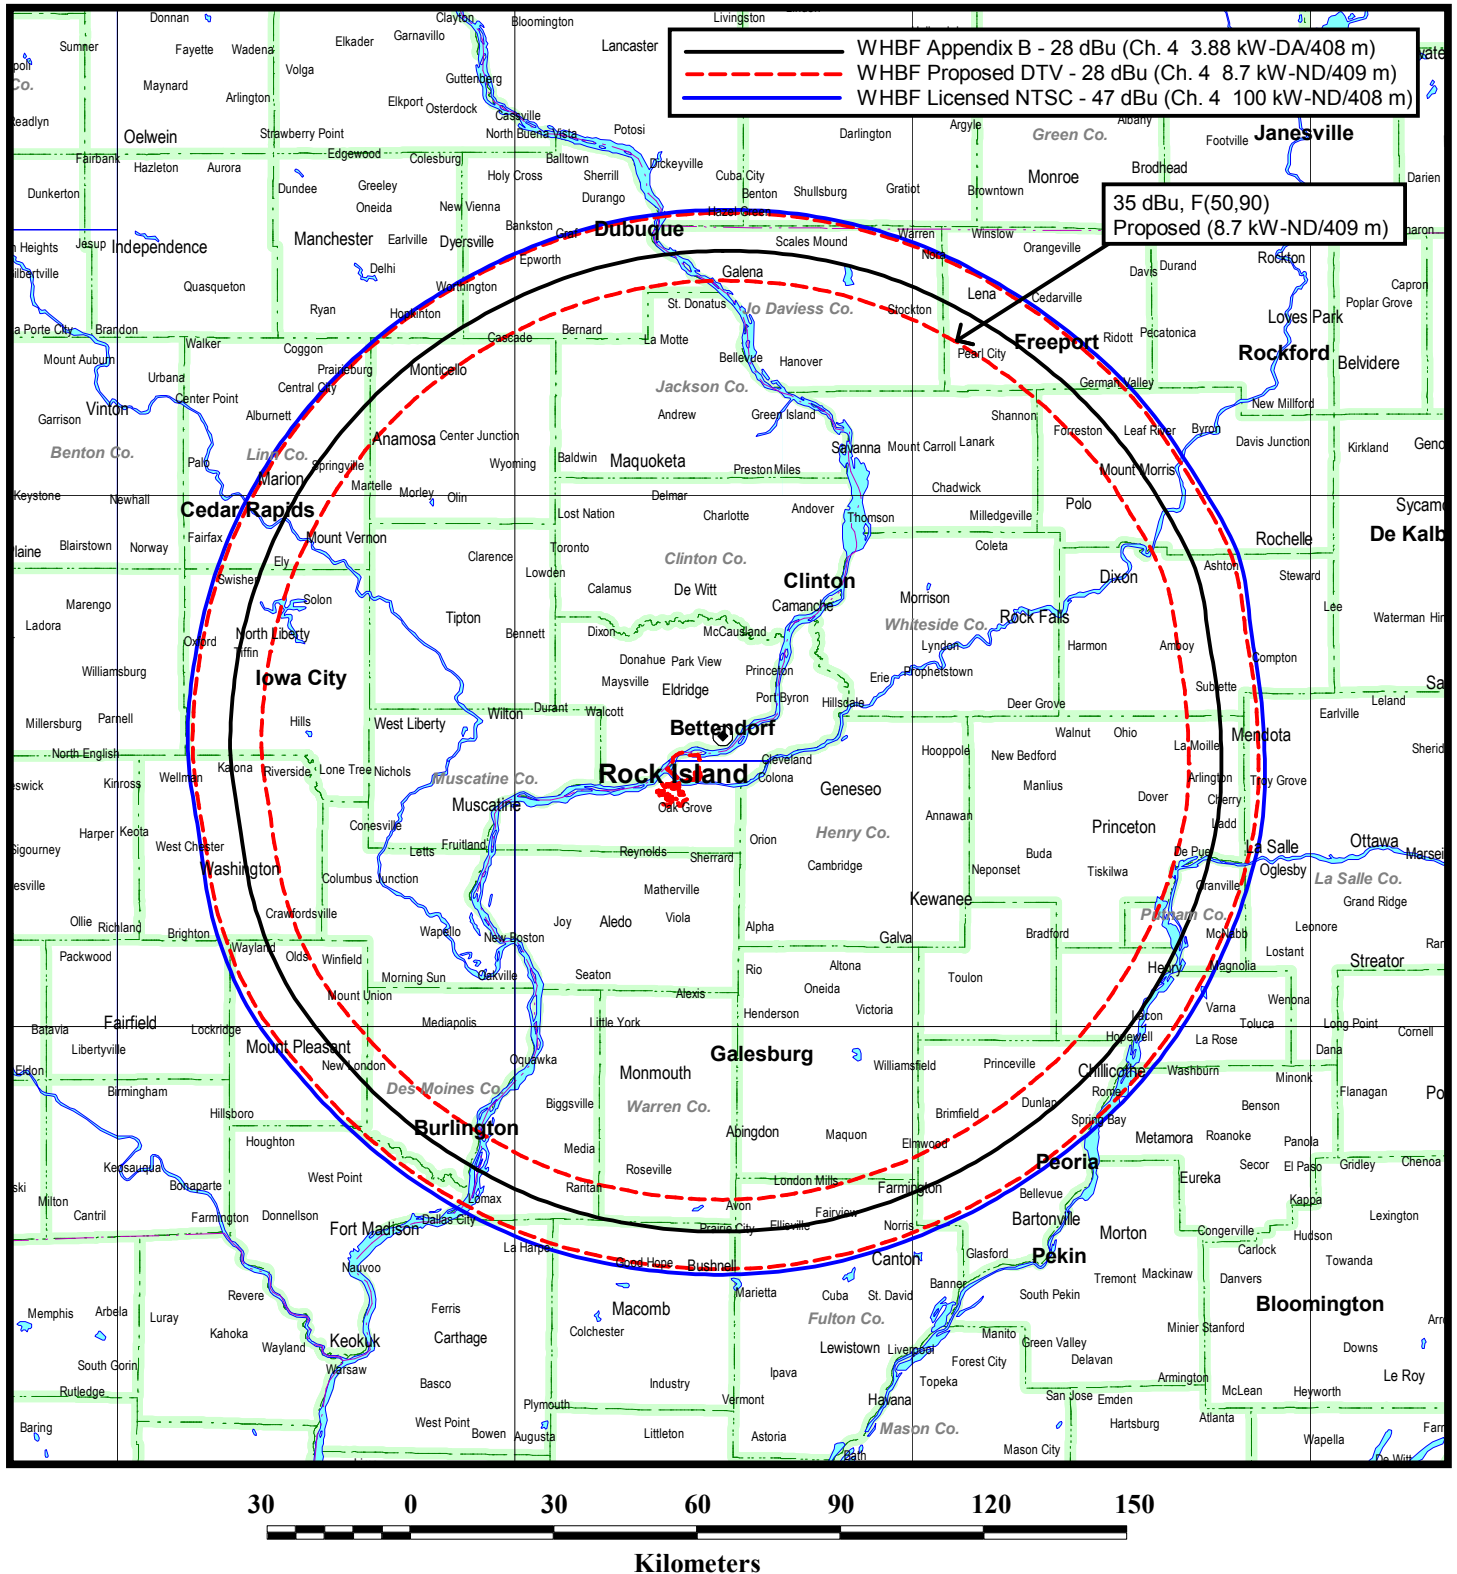 WHBF Appendix B - 28 dBu (Ch. 4 3.88 kW-DA/408 m)
WHBF Proposed DTV - 28 dBu (Ch. 4 8.7 kW-ND/409 m)
WHBF Licensed NTSC - 47 dBu (Ch. 4 100 kW-ND/408 m)
35 dBu, F(50,90)
Proposed (8.7 kW-ND/409 m)
Donnan
Clayton
Bloomington
Livingston
Sumner
Fayette
Wadena
Elkader
Garnavillo
Lancaster
Volga
Guttenberg
Maynard
Arlington
Elkport
Osterdock
Cassville
Oelwein
Strawberry Point
North Buena Vista
Potosi
Darlington
Argyle
Albany
Green Co.
Footville
Janesville
Fairbank
Hazleton
Aurora
Edgewood
Colesburg
Balltown
Dickeyville
Brodhead
Monroe
Darien
Dunkerton
Dundee
Greeley
Oneida
Holy Cross
Sherrill
Durango
Cuba City
Benton
Shullsburg
Gratiot
Browntown
New Vienna
Hazel Green
Jesup
Independence
Manchester
Earlville
Dyersville
Bankston
Dubuque
Scales Mound
Warren
Winslow
Orangeville
Nora
Rockton
Delhi
Epworth
Galena
Davis
Durand
Quasqueton
Worthington
Lena
Cedarville
Capron
Poplar Grove
Ryan
Hopkinton
St. Donatus
Jo Daviess Co.
Stockton
Loves Park
a Porte City
Brandon
Walker
Coggon
Cascade
Bernard
La Motte
Freeport
Ridott
Pecatonica
Rockford
Belvidere
Mount Auburn
Urbana
Prairieburg
Central City
Monticello
Bellevue
Hanover
Pearl City
German Valley
Vinton
Center Point
Jackson Co.
New Millford
Garrison
Alburnett
Andrew
Green Island
Shannon
Benton Co.
Linn Co.
Anamosa
Center Junction
Savanna
Mount Carroll
Lanark
Forreston
Leaf River
Byron
Davis Junction
Kirkland
Palo
Springville
Marion
Wyoming
Baldwin
Maquoketa
Preston
Miles
Mount Morris
Keystone
Newhall
Martelle
Morley
Olin
Delmar
Chadwick
Polo
Cedar Rapids
Lost Nation
Charlotte
Andover
Thomson
Milledgeville
De Kalb
Blairstown
Norway
Fairfax
Mount Vernon
Toronto
Clarence
Clinton Co.
Coleta
Rochelle
Ely
Swisher
Lowden
Calamus
De Witt
Clinton
Dixon
Ashton
Steward
Marengo
Solon
Camanche
Morrison
Lee
Ladora
North Liberty
Tiffin
Oxford
Tipton
Bennett
Dixon
McCausland
Whiteside Co.
Rock Falls
Lyndon
Harmon
Amboy
Compton
Williamsburg
Iowa City
Donahue
Park View
Maysville
Eldridge
Princeton
Port Byron
Hillsdale
Erie
Prophetstown
Sublette
Millersburg
Parnell
Hills
West Liberty
Wilton
Durant
Walcott
Deer Grove
Leland
Earlville
North English
Bettendorf
Walnut
Ohio
La Moille
Mendota
Kinross
Wellman
Kalona
Riverside
Lone Tree
Nichols
Muscatine Co.
Rock Island
Cleveland
Colona
Hooppole
New Bedford
Manlius
Arlington
Troy Grove
Muscatine
Oak Grove
Geneseo
Dover
Cherry
Harper
Keota
West Chester
Conesville
Letts
Fruitland
Reynolds
Sherrard
Orion
Henry Co.
Annawan
Princeton
Ladd
La Salle
Ottawa
Washington
Columbus Junction
Matherville
Cambridge
Neponset
Buda
Tiskilwa
De Pue
Oglesby
La Salle Co.
Granville
Grand Ridge
Ollie
Richland
Brighton
Crawfordsville
Wapello
New Boston
Joy
Aledo
Viola
Alpha
Kewanee
Galva
Bradford
Putnam Co.
McNabb
Leonore
Lostant
Streator
Packwood
Wayland
Olds
Winfield
Morning Sun
Oakville
Seaton
Rio
Altona
Oneida
Toulon
Henry
Magnolia
Wenona
Mount Union
Alexis
Henderson
Victoria
Varna
Toluca
Long Point
Batavia
Fairfield
Lockridge
Mediapolis
Little York
Lacon
Hopewell
La Rose
Cornell
Libertyville
Mount Pleasant
New London
Oquawka
Galesburg
Williamsfield
Princeville
Dana
Eldon
Birmingham
Des Moines Co.
Monmouth
Chillicothe
Rome
Washburn
Minonk
Flanagan
Hillsboro
Biggsville
Warren Co.
Brimfield
Dunlap
Spring Bay
Benson
Houghton
Burlington
Media
Abingdon
Maquon
Elmwood
Metamora
Roanoke
Panola
Keosauqua
Bonaparte
West Point
Roseville
Raritan
London Mills
Farmington
Peoria
Secor
El Paso
Gridley
Chenoa
Eureka
Milton
Cantril
Farmington
Donnellson
Lomax
Dallas City
Avon
Fairview
Bellevue
Bartonville
Kappa
Lexington
Fort Madison
Prairie City
Ellisville
Norris
Morton
Congerville
Hudson
La Harpe
Good Hope
Bushnell
Canton
Glasford
Pekin
Carlock
Towanda
Nauvoo
Marietta
Cuba
St. David
Banner
Tremont
Mackinaw
Danvers
South Pekin
Revere
Memphis
Arbela
Luray
Ferris
Macomb
Colchester
Fulton Co.
Bloomington
Kahoka
Wayland
Keokuk
Carthage
Lewistown
Liverpool
Manito
Green Valley
Minier
Stanford
Downs
South Gorin
Warsaw
Basco
Industry
Ipava
Forest City
Topeka
Delavan
Armington
Le Roy
Rutledge
Plymouth
Vermont
Havana
San Jose
Emden
McLean
Heyworth
Baring
West Point
Bowen
Augusta
Littleton
Astoria
Mason Co.
Hartsburg
Atlanta
Wapella
Bath
Mason City
30 0 30 60 90 120 150
Kilometers